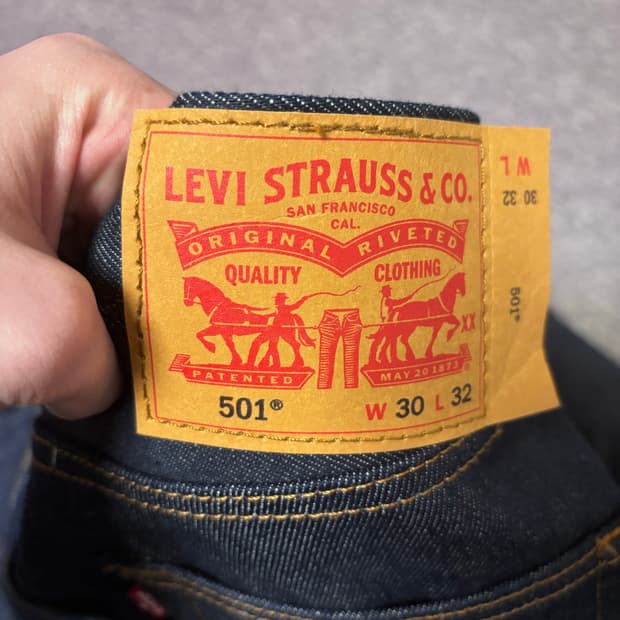 LEVI STRAUSS & CO.
SAN FRANCISCO
CAL.
ORIGINAL RIVETED
QUALITY CLOTHING
XX
PATENTED MAY 20 1873
501® W 30 L 32
W L
30 32
501®